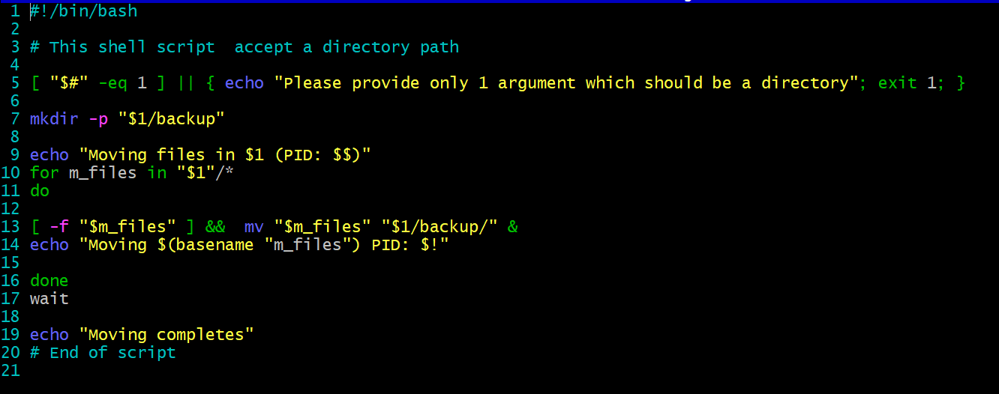 1 #!/bin/bash
2
3 # This shell script  accept a directory path
4
5 [ "$#" -eq 1 ] || { echo "Please provide only 1 argument which should be a directory"; exit 1; }
6
7 mkdir -p "$1/backup"
8
9 echo "Moving files in $1 (PID: $$)"
10 for m_files in "$1"/*
11 do
12
13 [ -f "$m_files" ] &&  mv "$m_files" "$1/backup/" &
14 echo "Moving $(basename "m_files") PID: $!"
15
16 done
17 wait
18
19 echo "Moving completes"
20 # End of script
21